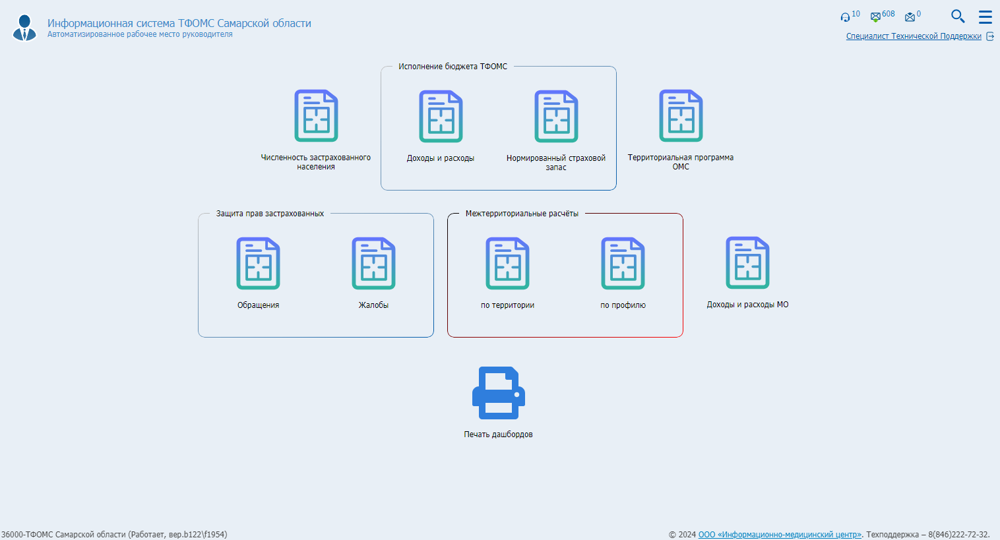 Информационная система ТФОМС Самарской области
Автоматизированное рабочее место руководителя
10 608 0
Специалист Технической Поддержки
Исполнение бюджета ТФОМС
Численность застрахованного
населения
Доходы и расходы
Нормированный страховой
запас
Территориальная программа
ОМС
Защита прав застрахованных
Обращения
Жалобы
Межтерриториальные расчёты
по территории
по профилю
Доходы и расходы МО
Печать дашбордов
36000-ТФОМС Самарской области (Работает, вер.b122\f1954)
© 2024 ООО «Информационно-медицинский центр». Техподдержка – 8(846)222-72-32.